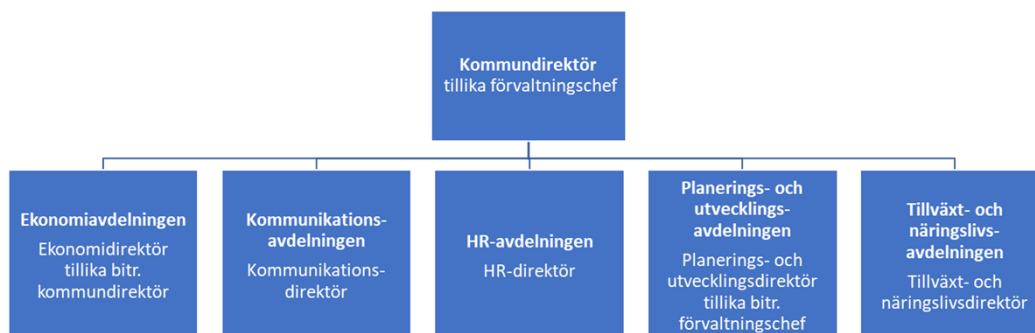 Kommundirektör
tillika förvaltningschef
Ekonomiavdelningen
Ekonomidirektör
tillika bitr.
kommundirektör
Kommunikations-
avdelningen
Kommunikations-
direktör
HR-avdelningen
HR-direktör
Planerings- och
utvecklings-
avdelningen
Planerings- och
utvecklingsdirektör
tillika bitr.
förvaltningschef
Tillväxt- och
näringslivs-
avdelningen
Tillväxt- och
näringslivsdirektör